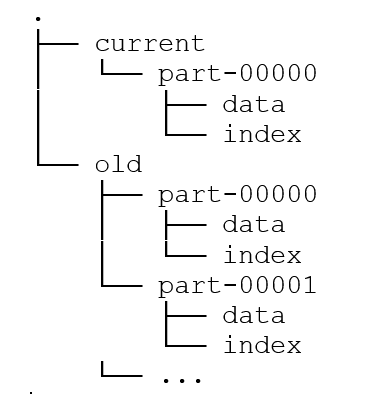 .
├── current
│   └── part-00000
│       ├── data
│       └── index
└── old
    ├── part-00000
    │   ├── data
    │   └── index
    └── part-00001
        ├── data
        └── index
    └── ...